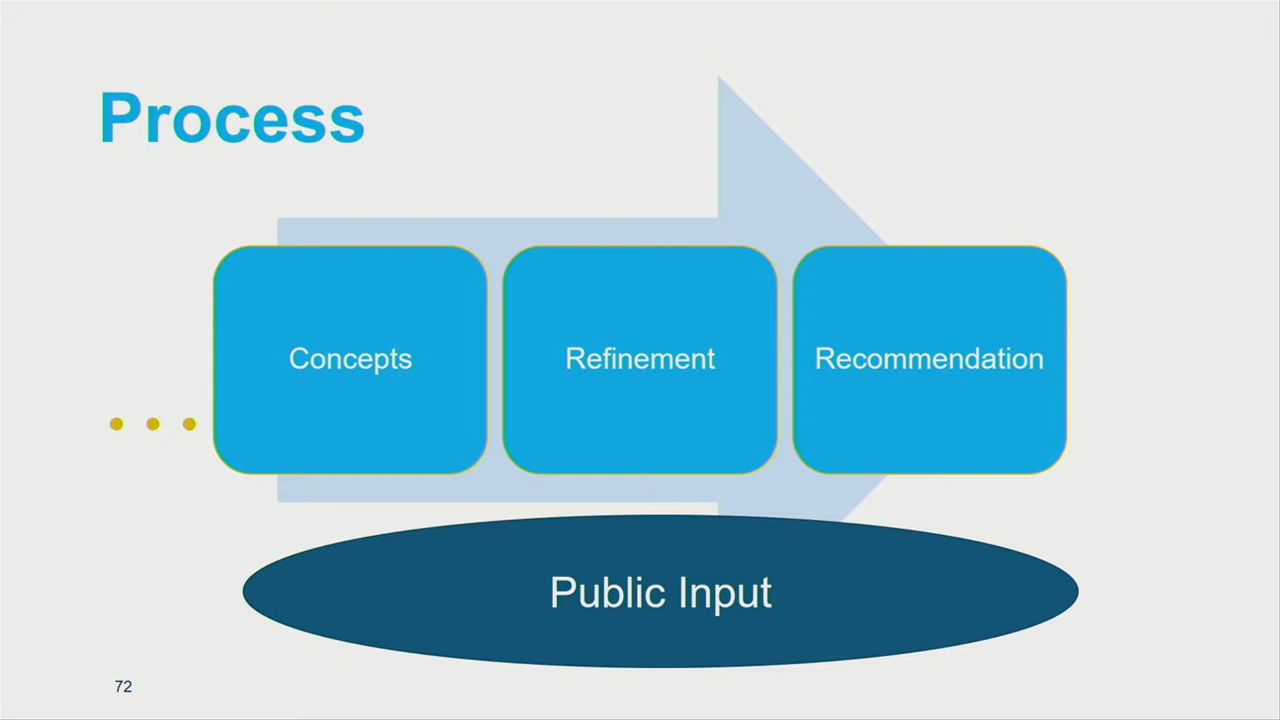 Process
Concepts
Refinement
Recommendation
Public Input
72